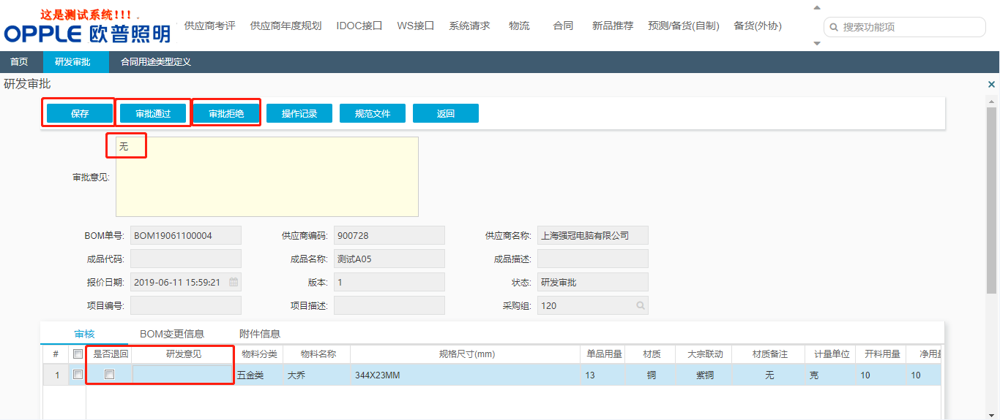 这是测试系统!!!
OPPLE 欧普照明
供应商考评 供应商年度规划 IDOC接口 WS接口 系统请求 物流 合同 新品推荐 预测/备货(自制) 备货(外协)
搜索功能项
首页 研发审批 合同用途类型定义
研发审批
保存 审批通过 审批拒绝 操作记录 规范文件 返回
审批意见: 无
BOM单号: BOM19061100004 供应商编码: 900728 供应商名称: 上海强冠电脑有限公司
成品代码: 成品名称: 测试A05 成品描述:
报价日期: 2019-06-11 15:59:21 版本: 1 状态: 研发审批
项目编号: 项目描述: 采购组: 120
审核 BOM变更信息 附件信息
# 是否退回 研发意见 物料分类 物料名称 规格尺寸(mm) 单品用量 材质 大宗联动 材质备注 计量单位 开料用量 净用量
1 五金类 大乔 344X23MM 13 铜 紫铜 无 克 10 10